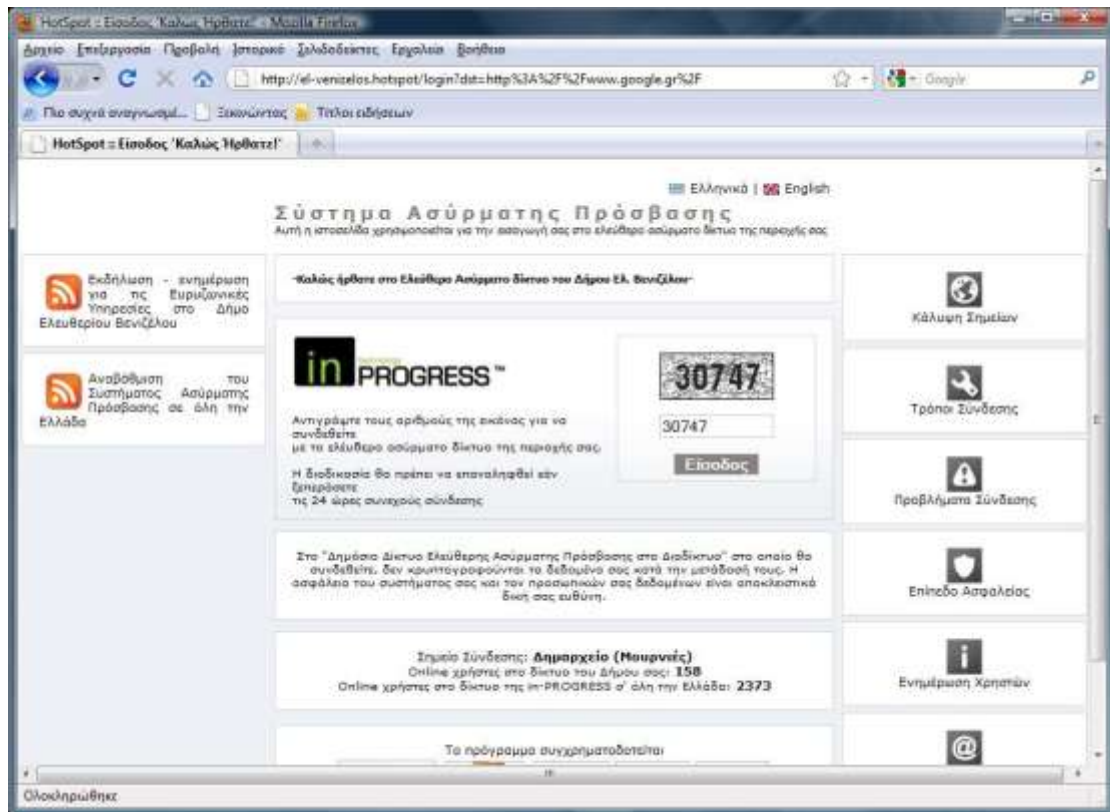 HotSpot :: Είσοδος 'Καλώς Ήρθατε!' - Mozilla Firefox
Αρχείο Επεξεργασία Προβολή Ιστορικό Σελιδοδείκτες Εργαλεία Βοήθεια
http://el-venizelos.hotspot/login?dst=http%3A%2F%2Fwww.google.gr%2F
Google
Πιο συχνά αναγνωσμέ... Ξεκινώντας Τίτλοι ειδήσεων
HotSpot :: Είσοδος 'Καλώς Ήρθατε!'
Ελληνικά | English
Σύστημα Ασύρματης Πρόσβασης
Αυτή η ιστοσελίδα χρησιμοποιείται για την εισαγωγή σας στο ελεύθερο ασύρματο δίκτυο της περιοχής σας
Εκδήλωση - ενημέρωση
για τις Ευρυζωνικές
Υπηρεσίες στο Δήμο
Ελευθερίου Βενιζέλου
Αναβάθμιση του
Συστήματος Ασύρματης
Πρόσβασης σε όλη την
Ελλάδα
-Καλώς ήρθατε στο Ελεύθερο Ασύρματο δίκτυο του Δήμου Ελ. Βενιζέλου-
in PROGRESS™
30747
30747
Είσοδος
Αντιγράψτε τους αριθμούς της εικόνας για να
συνδεθείτε
με το ελεύθερο ασύρματο δίκτυο της περιοχής σας.
Η διαδικασία θα πρέπει να επαναληφθεί εάν
ξεπεράσετε
τις 24 ώρες συνεχούς σύνδεσης
Στο "Δημόσιο Δίκτυο Ελεύθερης Ασύρματης Πρόσβασης στο Διαδίκτυο" στο οποίο θα
συνδεθείτε, δεν κρυπτογραφούνται τα δεδομένα σας κατά την μετάδοσή τους. Η
ασφάλεια του συστήματος σας και τον προσωπικών σας δεδομένων είναι αποκλειστικά
δική σας ευθύνη.
Σημείο Σύνδεσης: Δημαρχείο (Μουρνιές)
Online χρήστες στο δίκτυο του Δήμου σας: 158
Online χρήστες στο δίκτυο της in-PROGRESS σ' όλη την Ελλάδα: 2373
Το πρόγραμμα συγχρηματοδοτείται
Κάλυψη Σημείων
Τρόποι Σύνδεσης
Προβλήματα Σύνδεσης
Επίπεδο Ασφαλείας
Ενημέρωση Χρηστών
Ολοκληρώθηκε